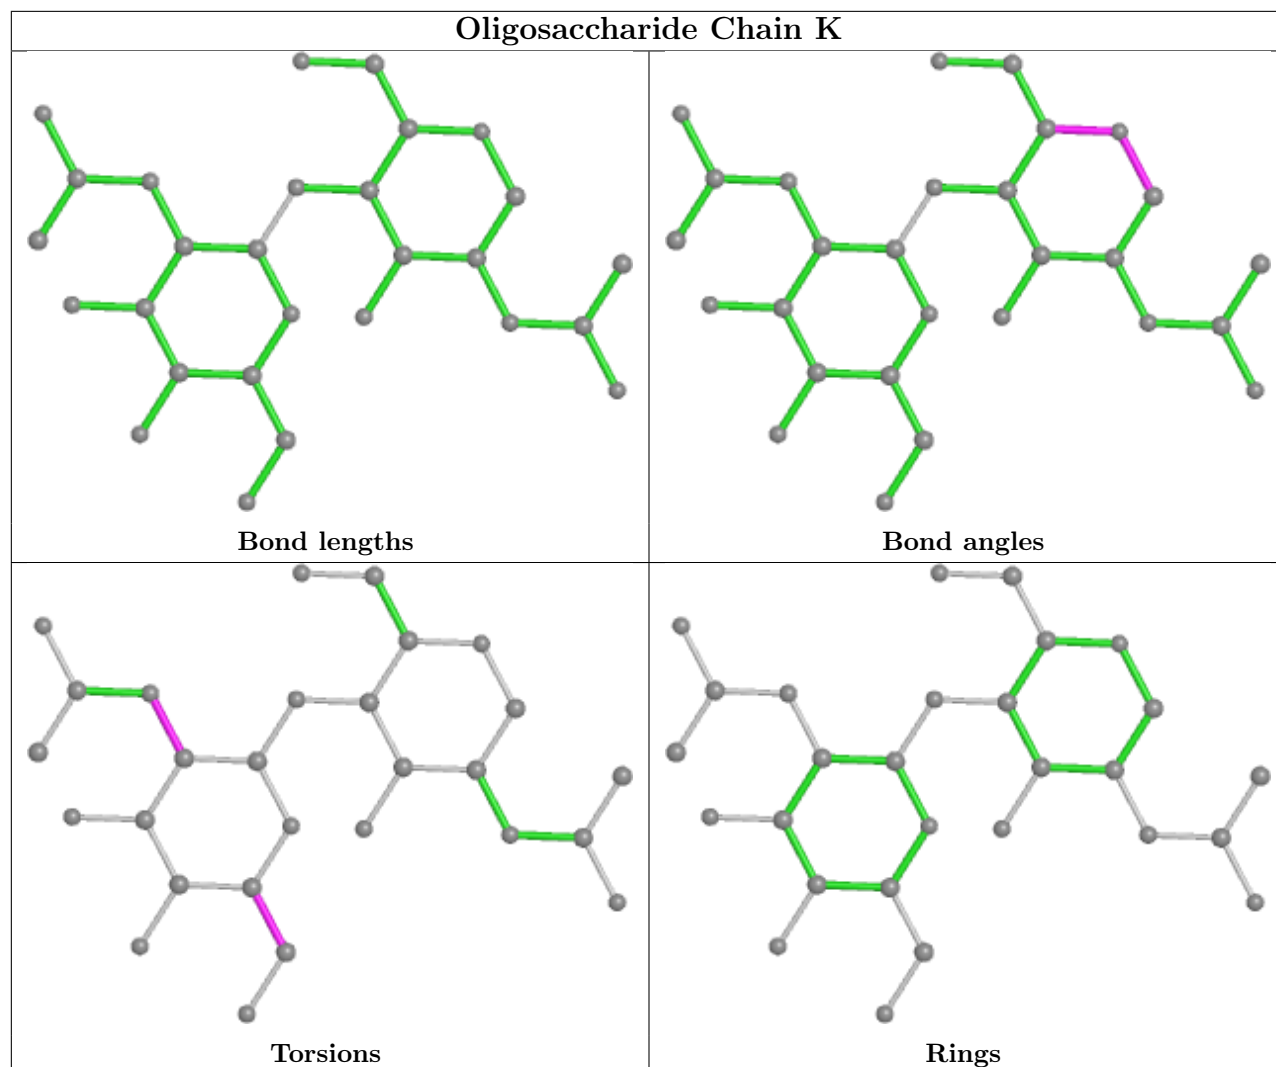 Oligosaccharide Chain K
Bond lengths
Bond angles
Torsions
Rings